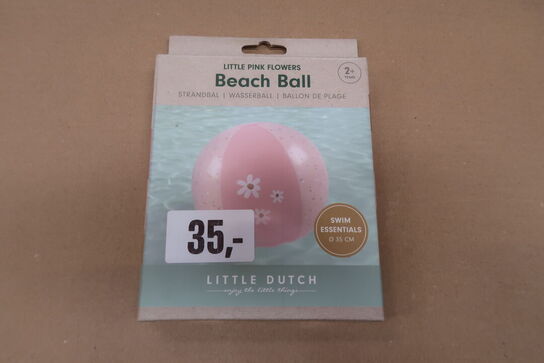 LITTLE PINK FLOWERS
Beach Ball
STRANDBAL | WASSERBALL | BALLON DE PLAGE
2+
YEARS
35,-
SWIM
ESSENTIALS
Ø 35 CM
LITTLE DUTCH
enjoy the little things